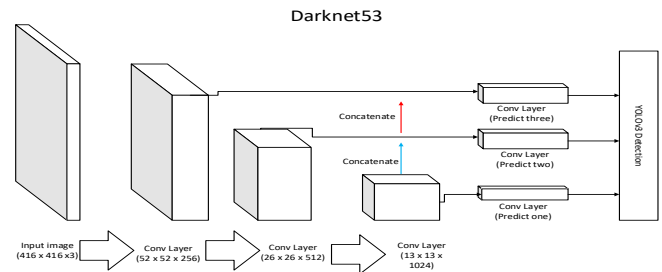 Darknet53
Concatenate
Concatenate
Conv Layer
(Predict three)
Conv Layer
(Predict two)
Conv Layer
(Predict one)
YOLOv3 Detection
Input image
(416 x 416 x3)
Conv Layer
(52 x 52 x 256)
Conv Layer
(26 x 26 x 512)
Conv Layer
(13 x 13 x
1024)